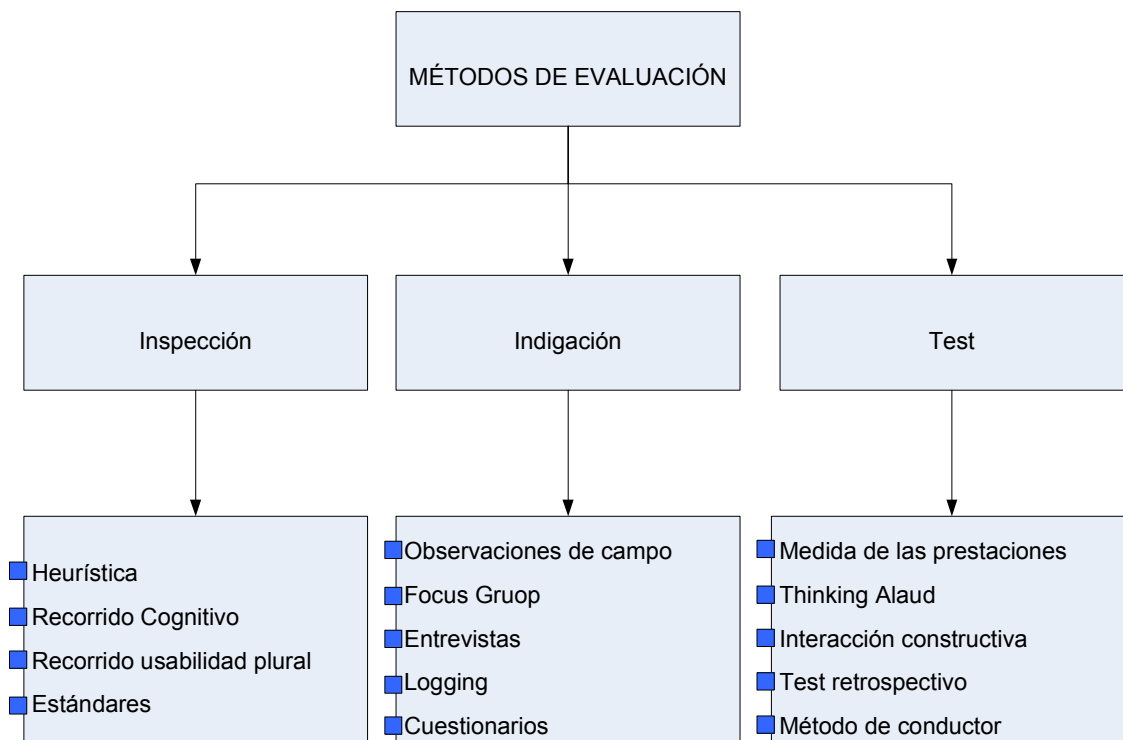 MÉTODOS DE EVALUACIÓN
Inspección
Indigación
Test
Heurística
Recorrido Cognitivo
Recorrido usabilidad plural
Estándares
Observaciones de campo
Focus Gruop
Entrevistas
Logging
Cuestionarios
Medida de las prestaciones
Thinking Alaud
Interacción constructiva
Test retrospectivo
Método de conductor